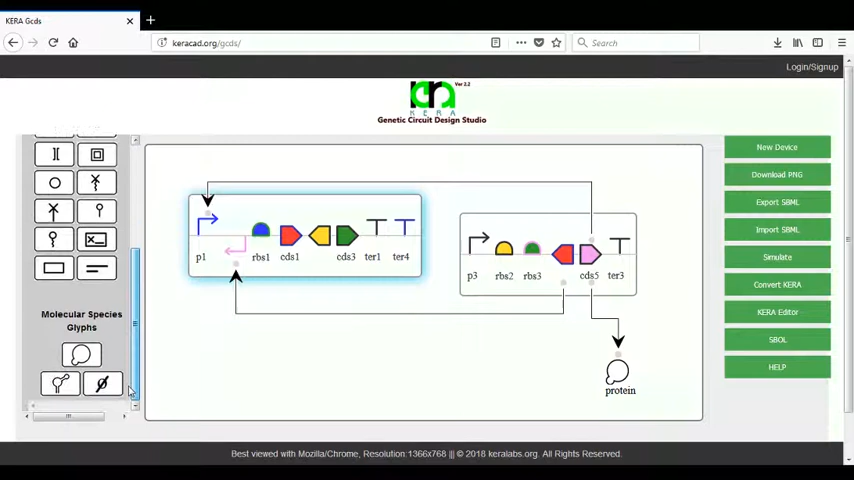 KERA Gcds
keracad.org/gcds/
Search
Login/Signup
Ver 2.2
KERA
Genetic Circuit Design Studio
New Device
Download PNG
Export SBML
Import SBML
Simulate
Convert KERA
KERA Editor
SBOL
HELP
Molecular Species
Glyphs
p1 rbs1 cds1 cds3 ter1 ter4
p3 rbs2 rbs3 cds5 ter3
protein
Best viewed with Mozilla/Chrome, Resolution:1366x768 ||| © 2018 keralabs.org. All Rights Reserved.